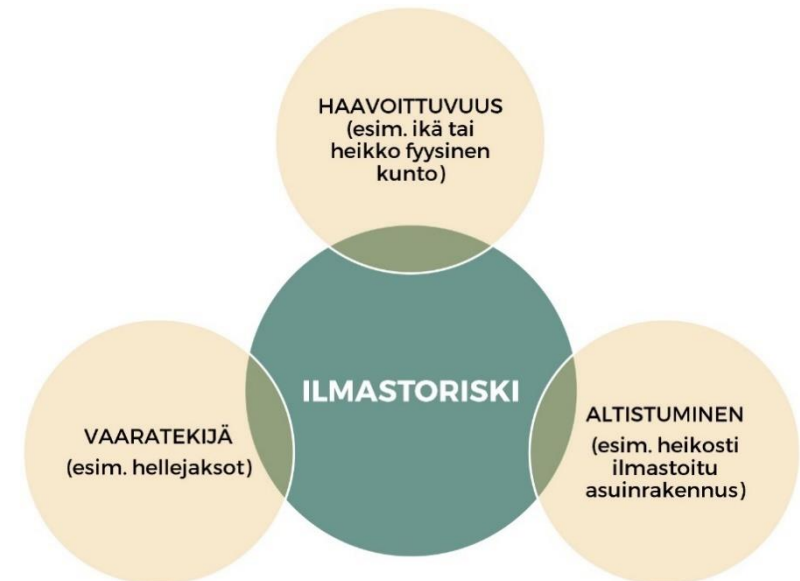 HAAVOITTUVUUS
(esim. ikä tai
heikko fyysinen
kunto)
ILMASTORISKI
VAARATEKIJÄ
(esim. hellejaksot)
ALTISTUMINEN
(esim. heikosti
ilmastoitu
asuinrakennus)